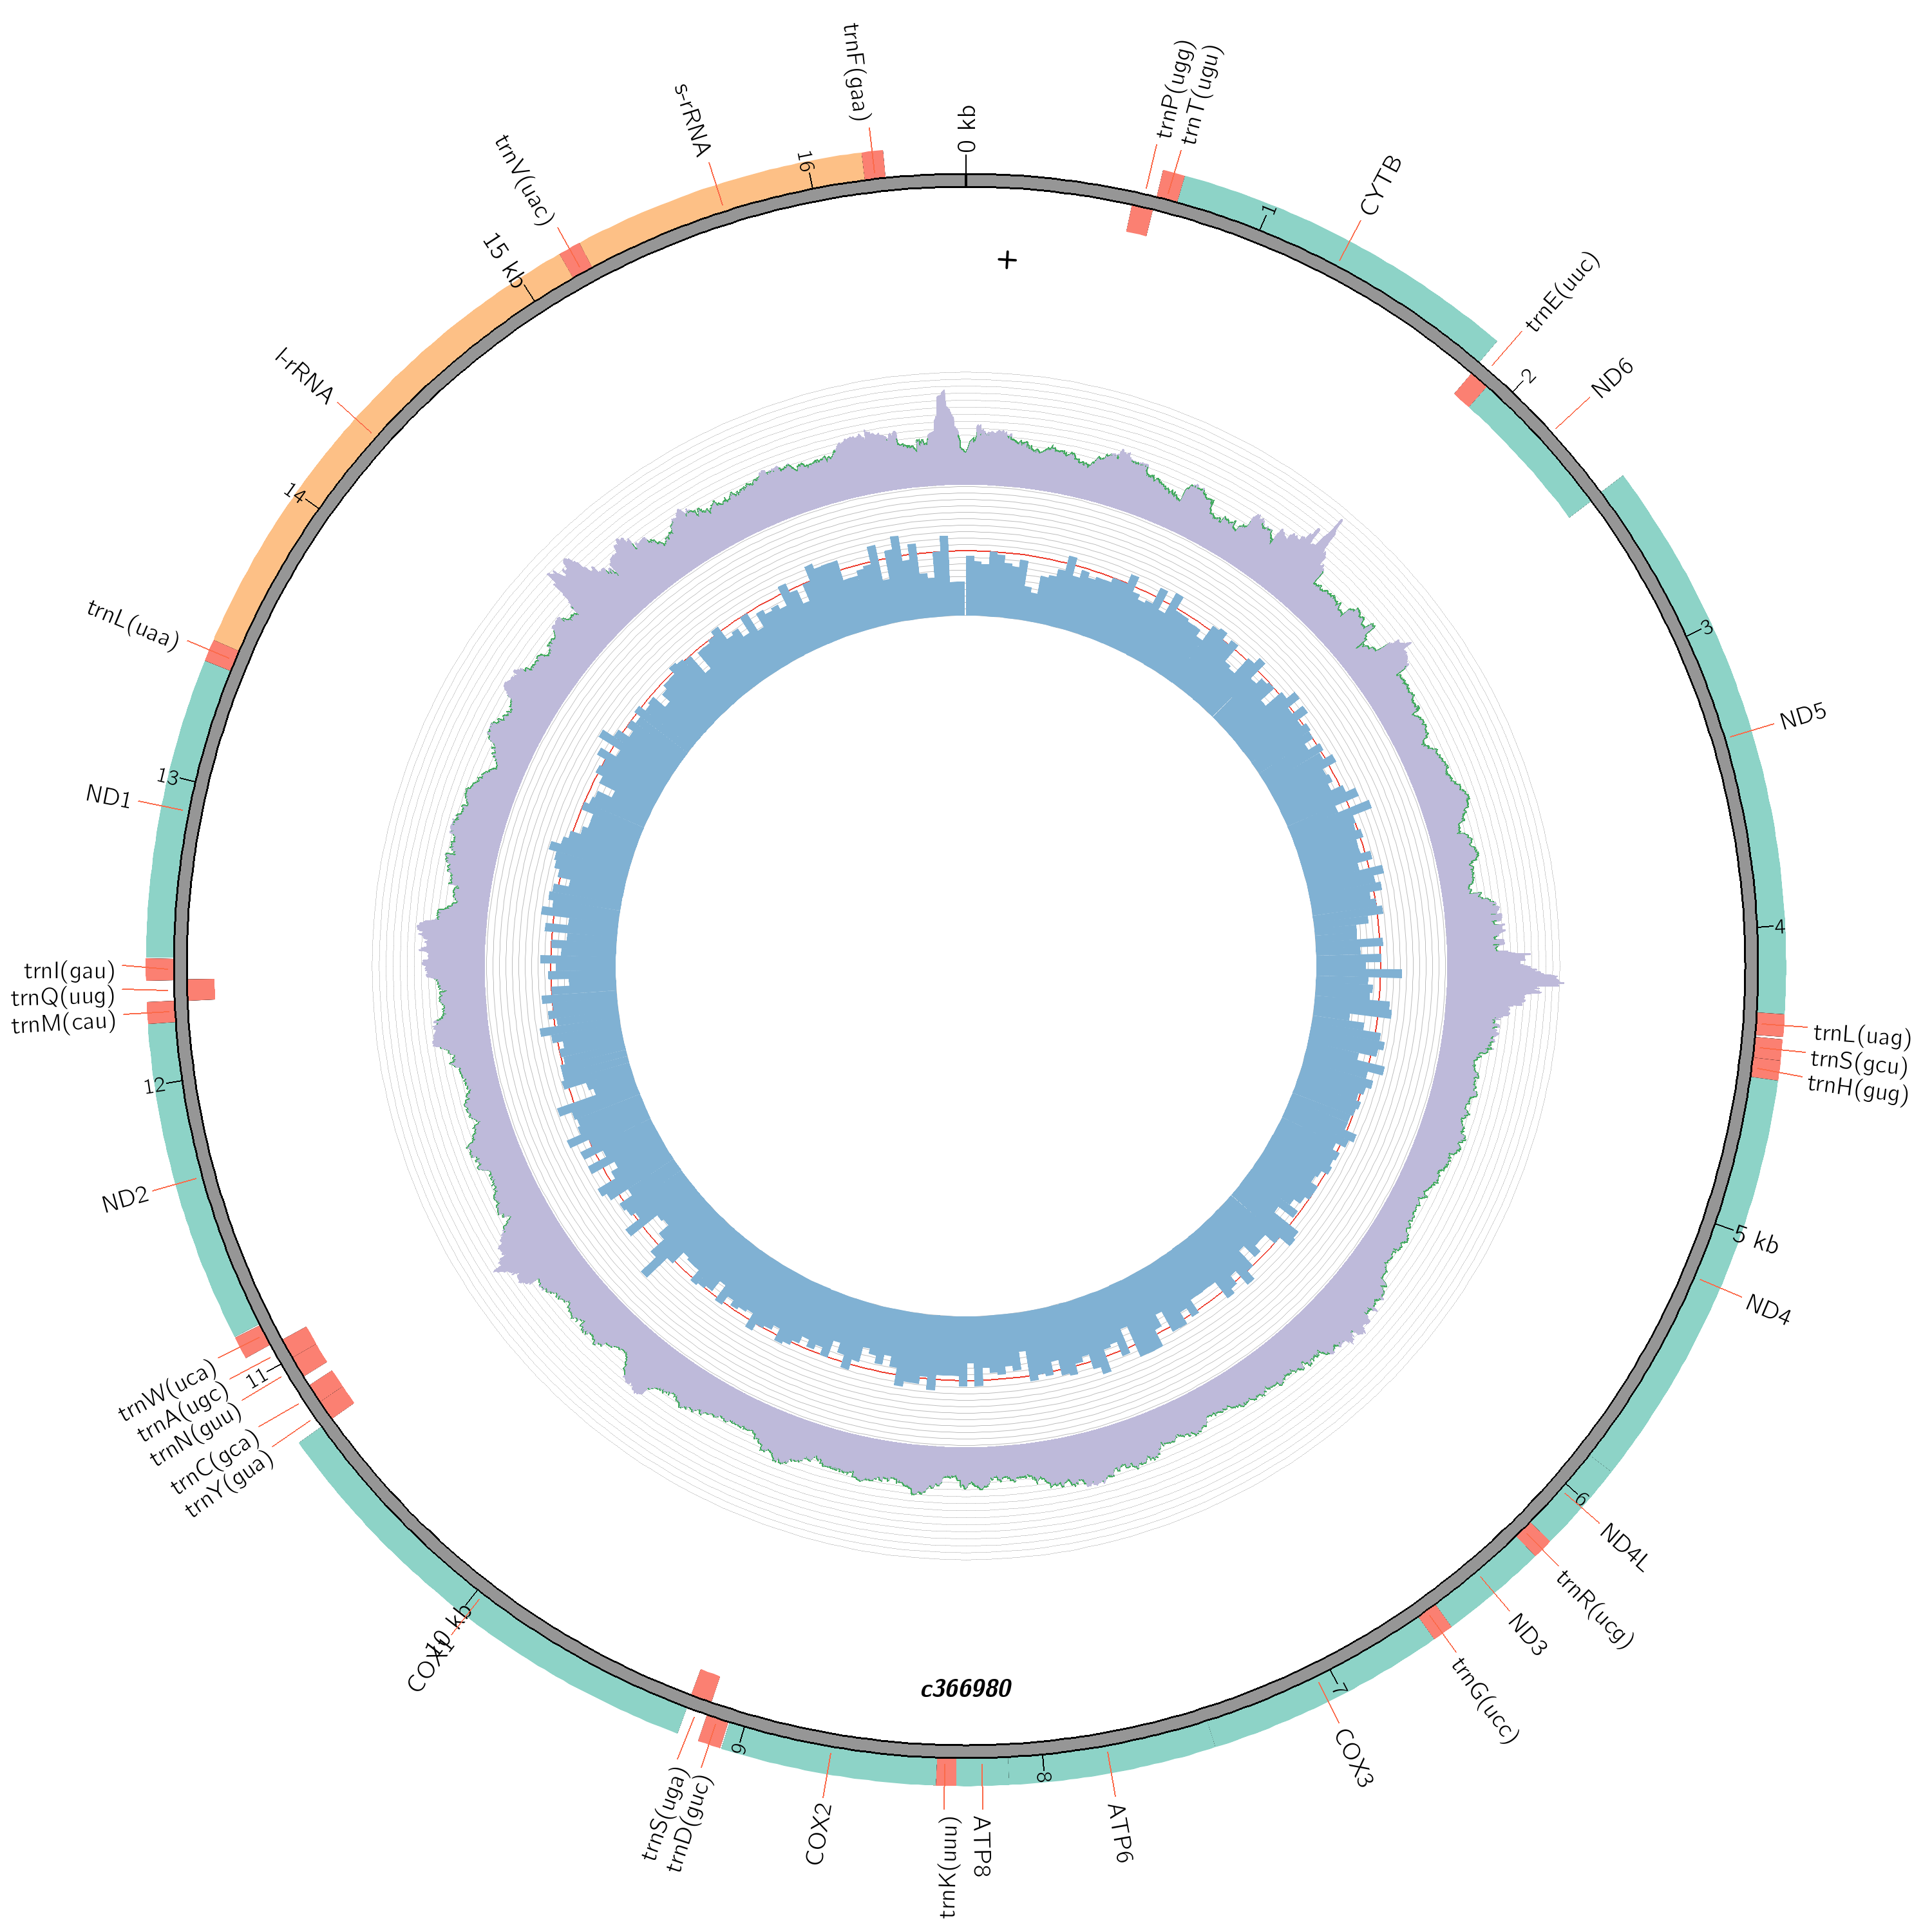 0 kb
+
trnP(ugg)
trnT(ugu)
1
CYTB
trnE(uuc)
2
ND6
3
ND5
4
trnL(uag)
trnS(gcu)
trnH(gug)
5 kb
ND4
6
ND4L
trnR(ucg)
ND3
trnG(ucc)
7
COX3
8
ATP6
ATP8
trnK(uuu)
COX2
9
trnD(guc)
trnS(uga)
c366980
10 kb
COX1
trnY(gua)
trnC(gca)
trnN(guu)
11
trnA(ugc)
trnW(uca)
ND2
12
trnM(cau)
trnQ(uug)
trnI(gau)
ND1
13
trnL(uaa)
14
l-rRNA
15 kb
trnV(uac)
s-rRNA
16
trnF(gaa)